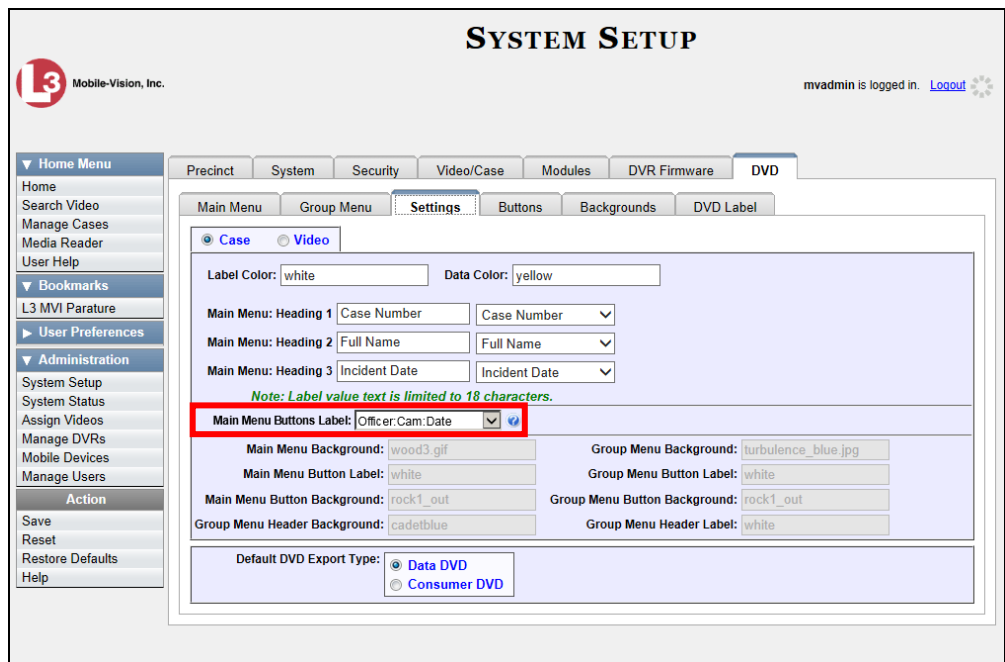 SYSTEM SETUP
L3 Mobile-Vision, Inc.
mvadmin is logged in. Logout
Home Menu
Home
Search Video
Manage Cases
Media Reader
User Help
Bookmarks
L3 MVI Parature
User Preferences
Administration
System Setup
System Status
Assign Videos
Manage DVRs
Mobile Devices
Manage Users
Action
Save
Reset
Restore Defaults
Help
Precinct System Security Video/Case Modules DVR Firmware DVD
Main Menu Group Menu Settings Buttons Backgrounds DVD Label
Case Video
Label Color: white Data Color: yellow
Main Menu: Heading 1 Case Number Case Number
Main Menu: Heading 2 Full Name Full Name
Main Menu: Heading 3 Incident Date Incident Date
Note: Label value text is limited to 18 characters.
Main Menu Buttons Label: Officer:Cam:Date ?
Main Menu Background: wood3.gif Group Menu Background: turbulence_blue.jpg
Main Menu Button Label: white Group Menu Button Label: white
Main Menu Button Background: rock1_out Group Menu Button Background: rock1_out
Group Menu Header Background: cadetblue Group Menu Header Label: white
Default DVD Export Type: Data DVD
Consumer DVD